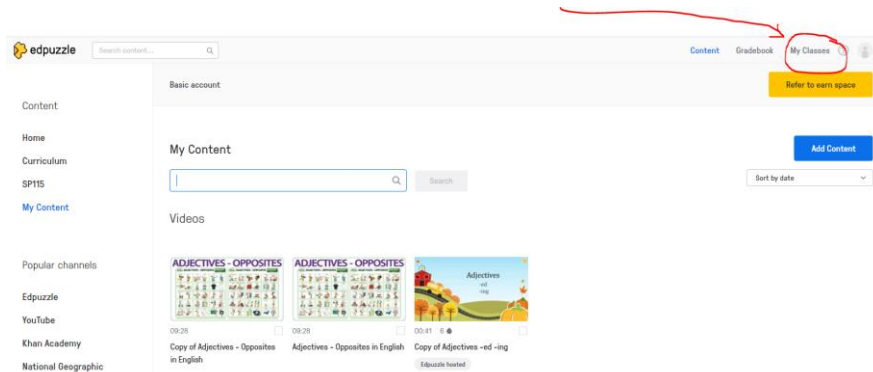 edpuzzle
Search content...
Content
Gradebook
My Classes
Basic account
Refer to earn space
Content
Home
Curriculum
SP115
My Content
Popular channels
Edpuzzle
YouTube
Khan Academy
National Geographic
My Content
Add Content
Search
Sort by date
Videos
ADJECTIVES - OPPOSITES
ADJECTIVES - OPPOSITES
Adjectives
-ed
-ing
09:28
09:28
00:41 6
Copy of Adjectives - Opposites
in English
Adjectives - Opposites in English
Copy of Adjectives -ed -ing
Edpuzzle hosted